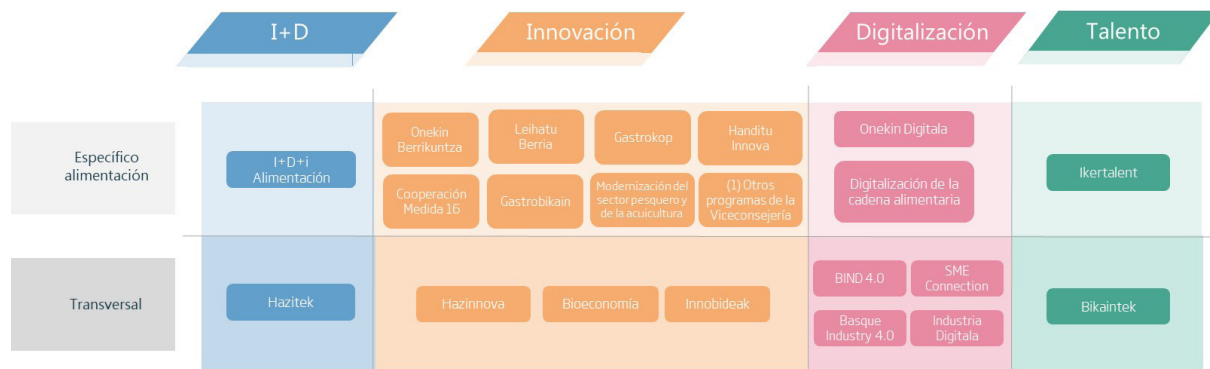 I+D
Innovación
Digitalización
Talento
Específico
alimentación
I+D+i
Alimentación
Onekin
Berrikuntza
Leihatu
Berria
Gastrokop
Handitu
Innova
Cooperación
Medida 16
Gastrobikain
Modernización del
sector pesquero y
de la acuicultura
(1) Otros
programas de la
Viceconsejería
Onekin Digitala
Digitalización de la
cadena alimentaria
Ikertalent
Transversal
Hazitek
Hazinnova
Bioeconomía
Innobideak
BIND 4.0
SME
Connection
Basque
Industry 4.0
Industria
Digitala
Bikaintek